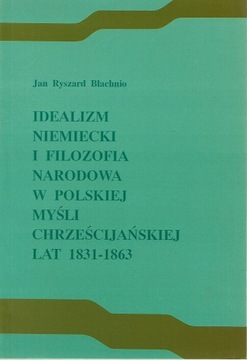 Jan Ryszard Błachnio
IDEALIZM
NIEMIECKI
I FILOZOFIA
NARODOWA
W POLSKIEJ
MYŚLI
CHRZEŚCIJAŃSKIEJ
LAT 1831-1863